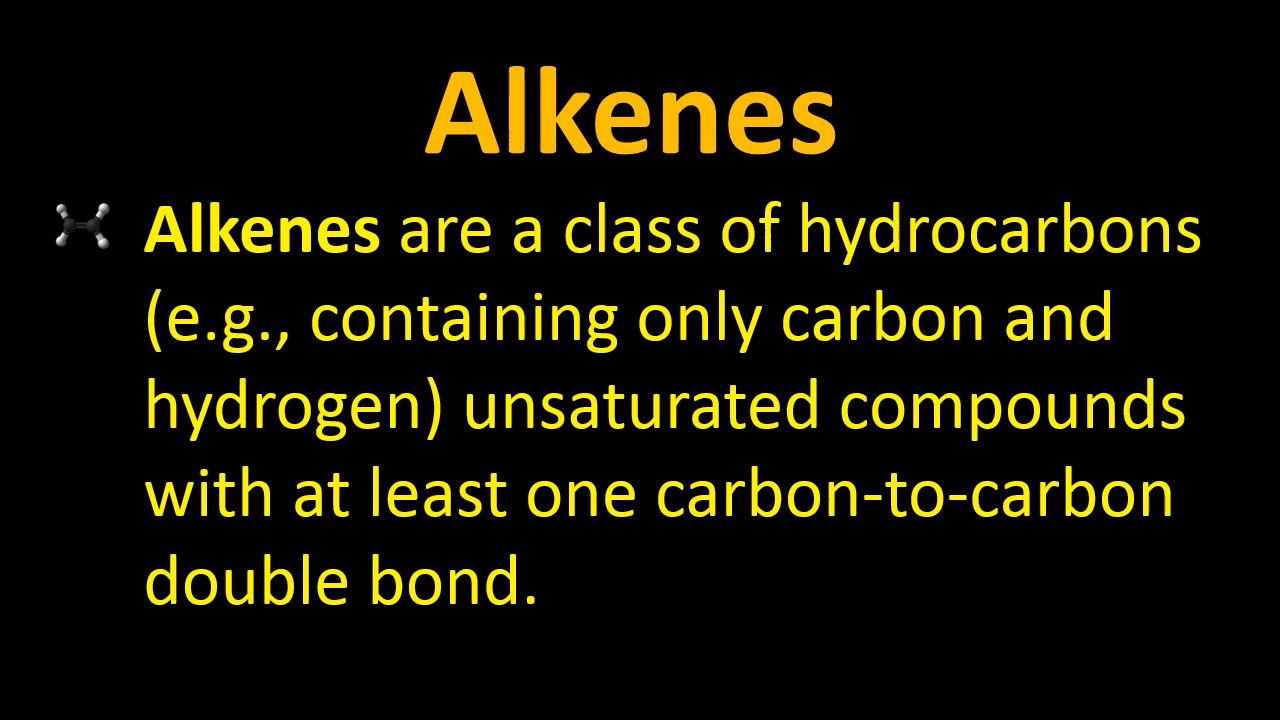 Alkenes
Alkenes are a class of hydrocarbons
(e.g., containing only carbon and
hydrogen) unsaturated compounds
with at least one carbon-to-carbon
double bond.